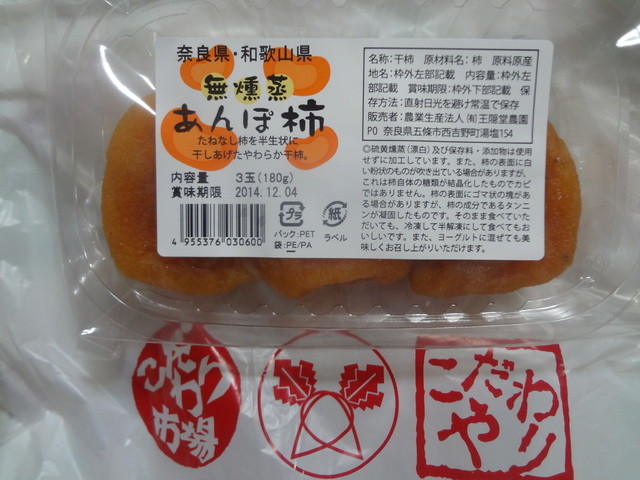 奈良県・和歌山県
無燻蒸
あんぽ柿
たねなし柿を半生状に
干しあげたやわらか干柿。
内容量 3玉(180g)
賞味期限 2014.12.04
4955376030600
プラ
パック:PET
袋:PE/PA
紙
ラベル
名称:干柿 原材料名:柿 原料原産
地名:枠外左部記載 内容量:枠外左
部記載 賞味期限:枠外下部記載 保
存方法:直射日光を避け常温で保存
販売者:農業生産法人(有)王隠堂農園
PO 奈良県五條市西吉野町湯塩154
◎硫黄燻蒸(漂白)及び保存料・添加物は使用
せずに加工しています。また、柿の表面に白
い粉状のものが吹き出ている場合がありますが、
これは柿自体の糖類が結晶化したものでカビ
ではありません。柿の表面にゴマ状の塊があ
る場合がありますが、柿の成分であるタンニ
ンが凝固したものです。そのまま食べていた
だいても、冷凍して半解凍にして食べても
おいしいです。また、ヨーグルトに混ぜても美
味しくお召し上がりいただけます。
こだわり
市場
こだわり
や